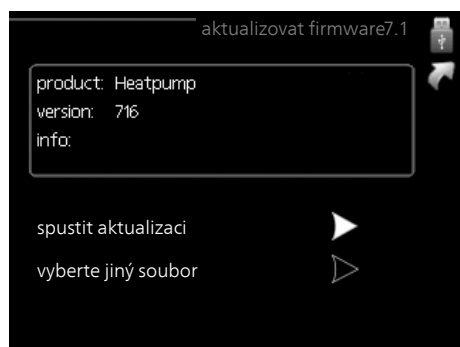 aktualizovat firmware7.1
product: Heatpump
version: 716
info:
spustit aktualizaci
vyberte jiný soubor